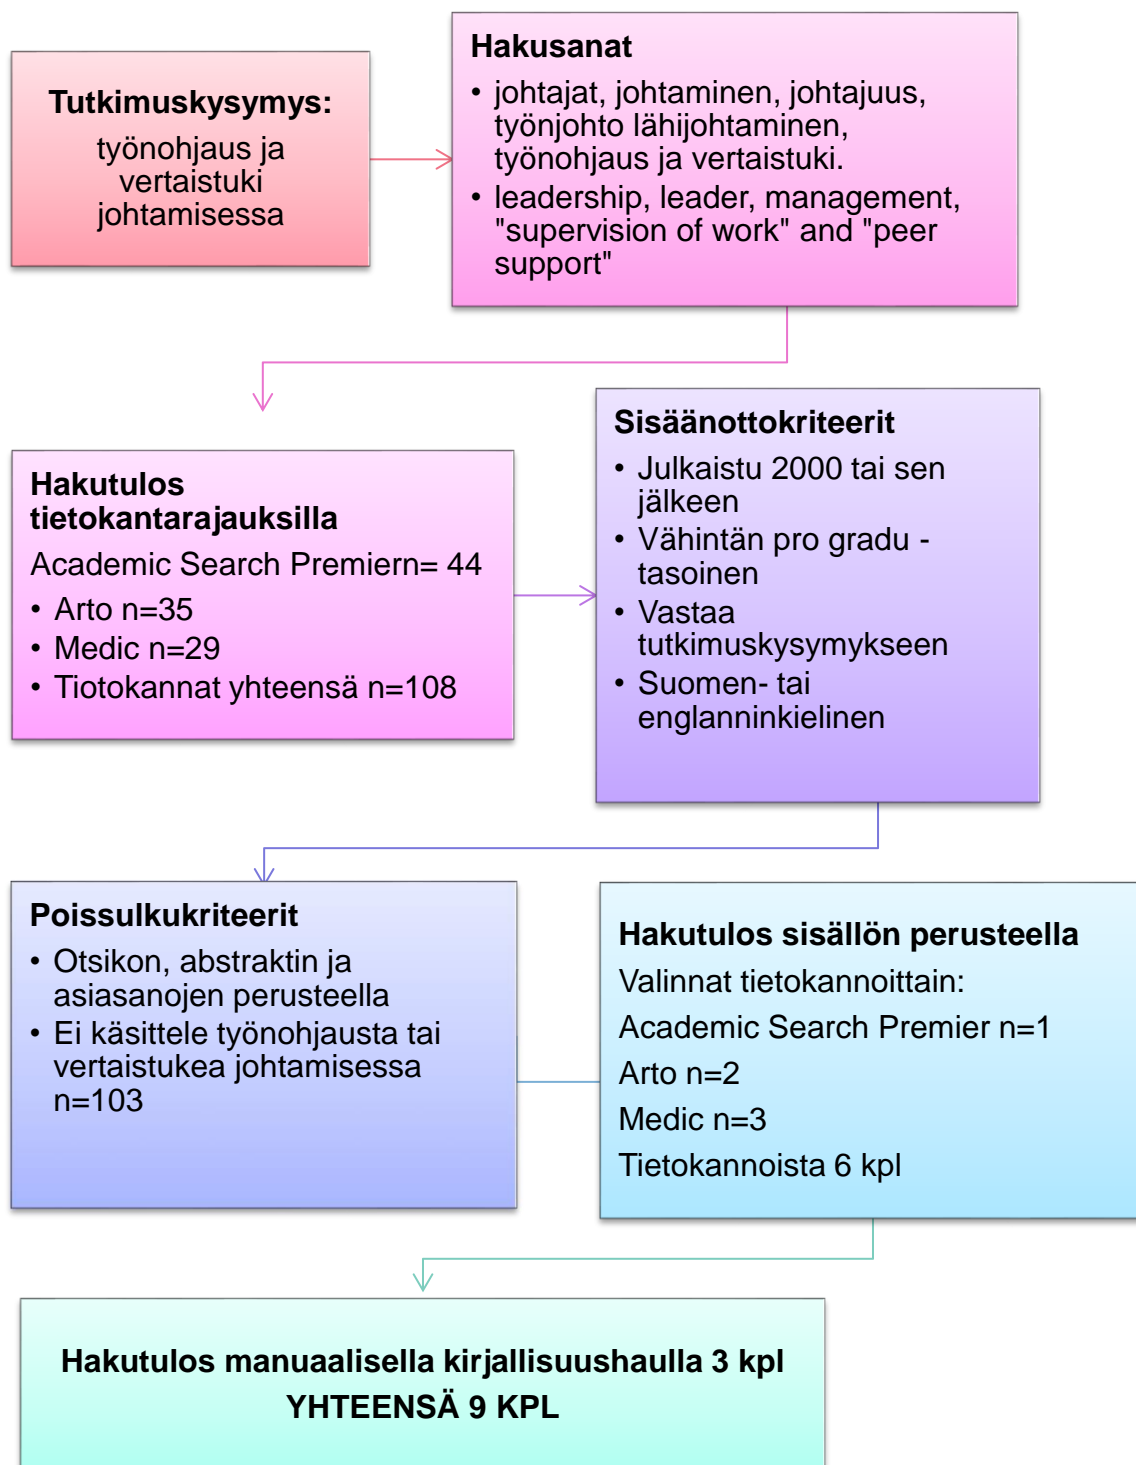 Tutkimuskysymys:
työnohjaus ja
vertaistuki
johtamisessa
Hakusanat
• johtajat, johtaminen, johtajuus,
työnjohto lähijohtaminen,
työnohjaus ja vertaistuki.
• leadership, leader, management,
"supervision of work" and "peer
support"
Hakutulos
tietokantarajauksilla
Academic Search Premiern= 44
• Arto n=35
• Medic n=29
• Tiotokannat yhteensä n=108
Sisäänottokriteerit
• Julkaistu 2000 tai sen
jälkeen
• Vähintän pro gradu -
tasoinen
• Vastaa
tutkimuskysymykseen
• Suomen- tai
englanninkielinen
Poissulkukriteerit
• Otsikon, abstraktin ja
asiasanojen perusteella
• Ei käsittele työnohjausta tai
vertaistukea johtamisessa
n=103
Hakutulos sisällön perusteella
Valinnat tietokannoittain:
Academic Search Premier n=1
Arto n=2
Medic n=3
Tietokannoista 6 kpl
Hakutulos manuaalisella kirjallisuushaulla 3 kpl
YHTEENSÄ 9 KPL